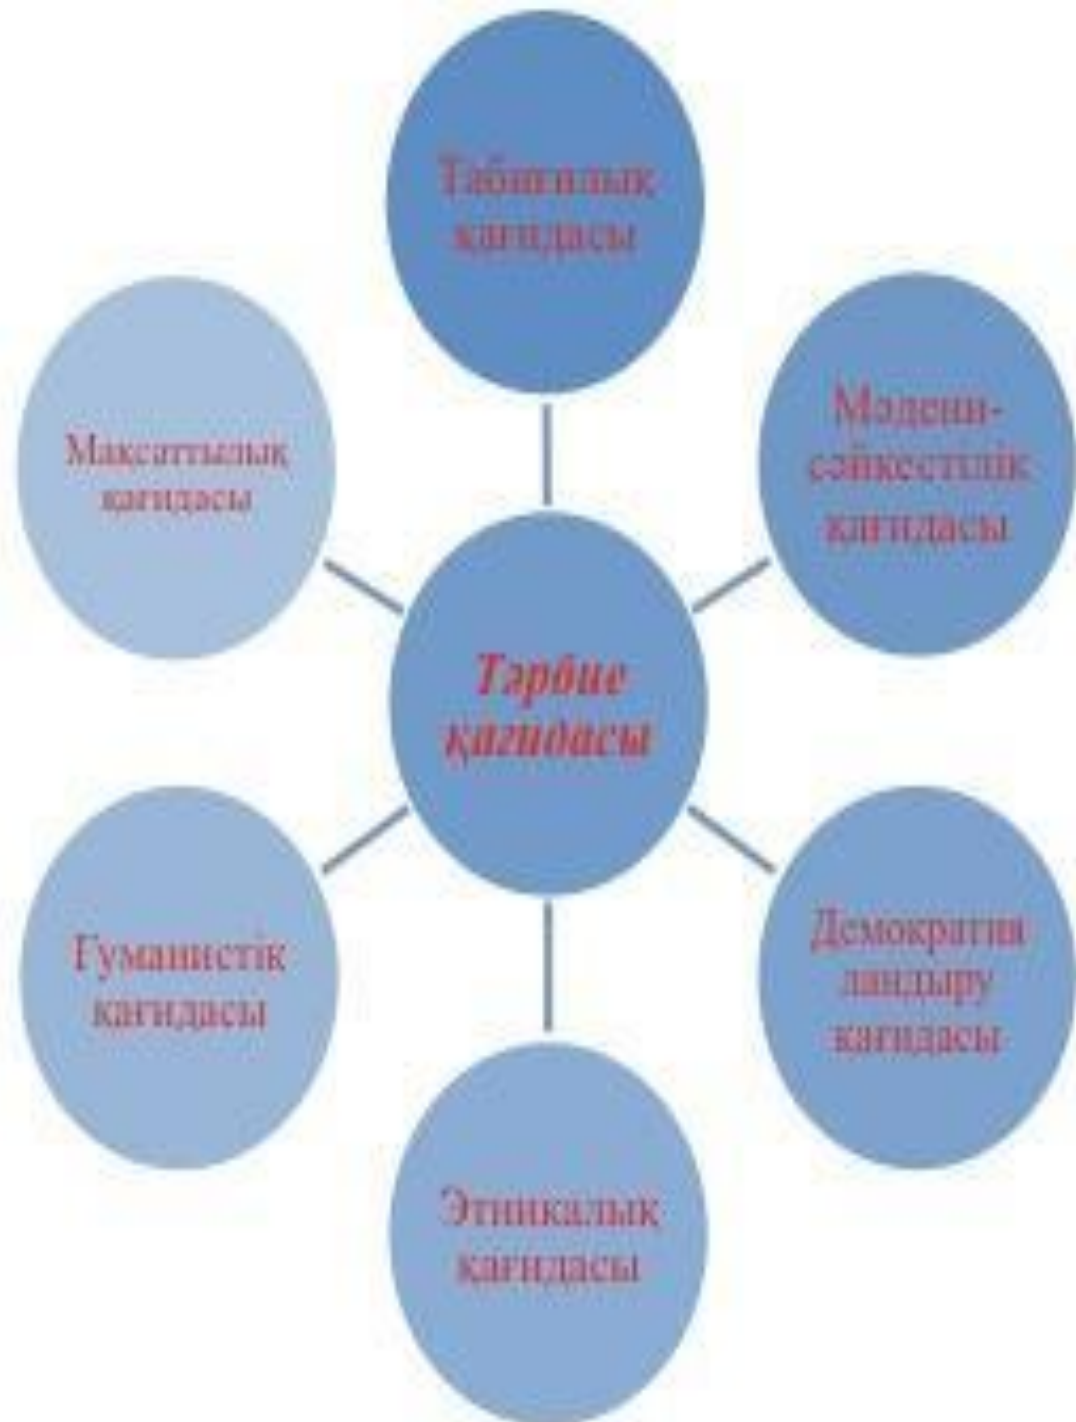 Табиғилық
қағидасы
Мәдени-
сәйкестілік
қағидасы
Мақсаттылық
қағидасы
Тәрбие
қағидасы
Гуманистік
қағидасы
Демократия
ландыру
қағидасы
Этникалық
қағидасы